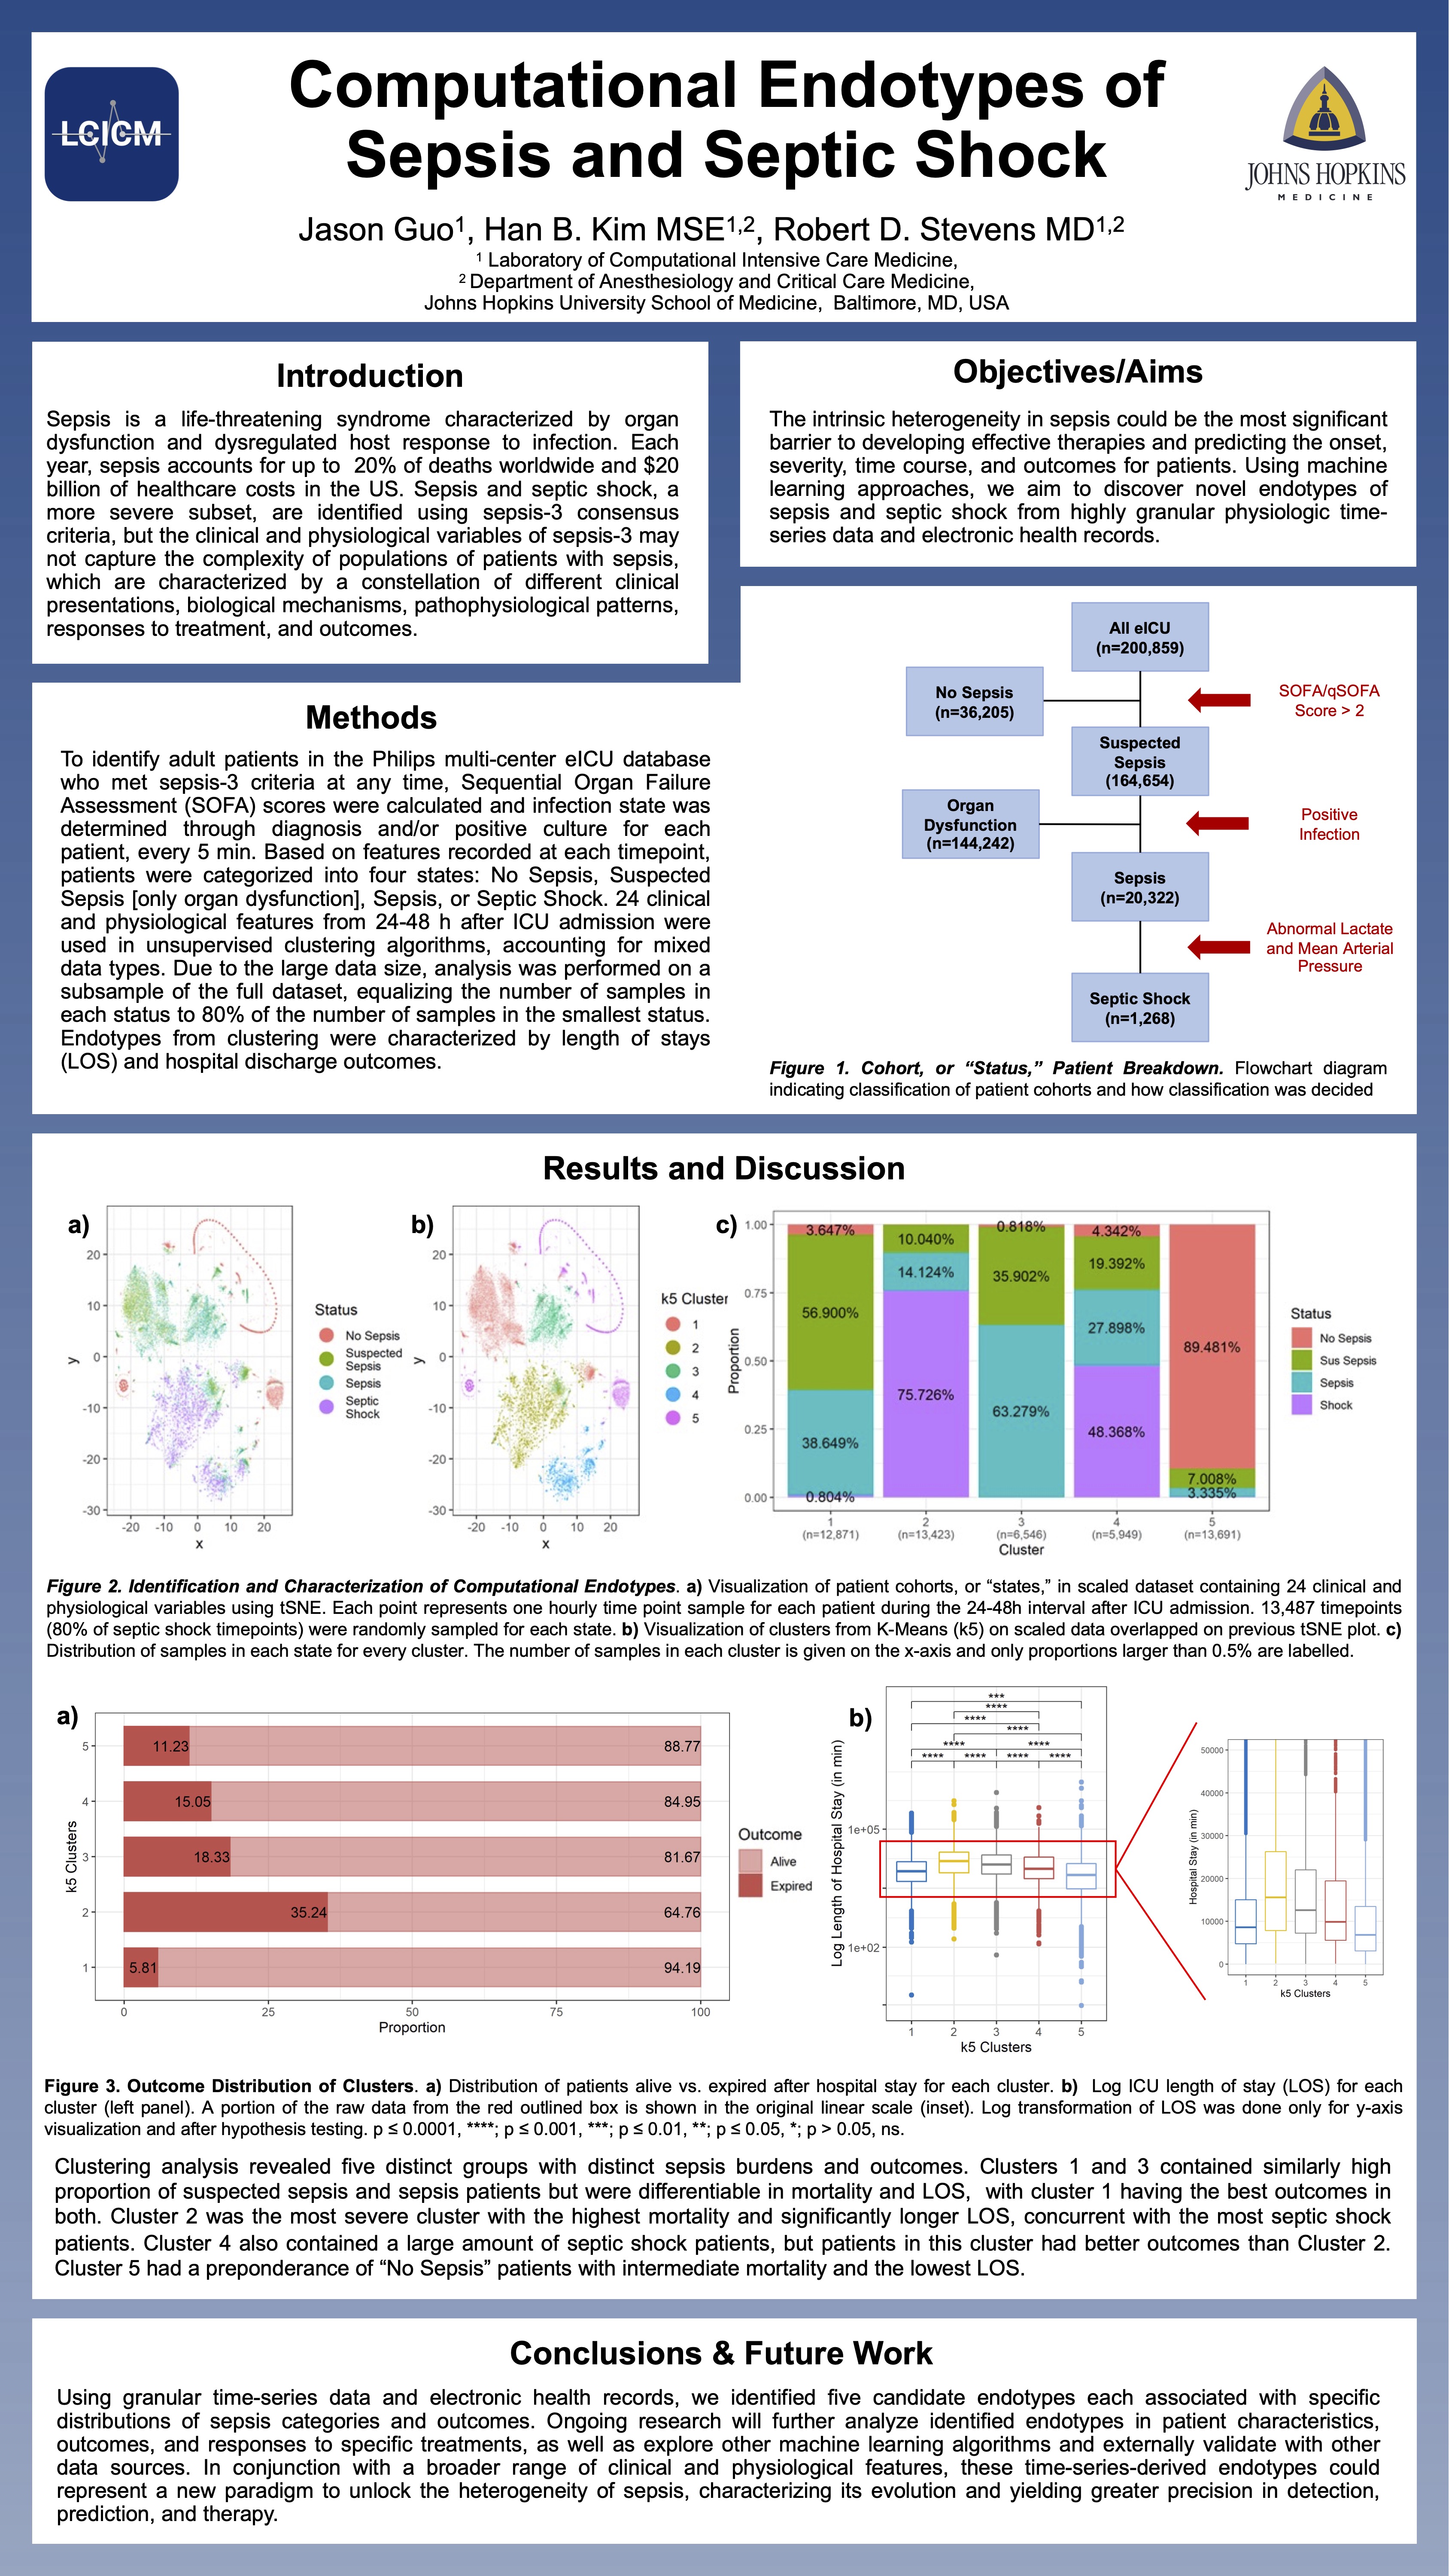 LCICM
Computational Endotypes of
Sepsis and Septic Shock
JOHNS HOPKINS
MEDICINE
Jason Guo¹, Han B. Kim MSE¹,², Robert D. Stevens MD¹,²
¹ Laboratory of Computational Intensive Care Medicine,
² Department of Anesthesiology and Critical Care Medicine,
Johns Hopkins University School of Medicine, Baltimore, MD, USA
Introduction
Sepsis is a life-threatening syndrome characterized by organ
dysfunction and dysregulated host response to infection. Each
year, sepsis accounts for up to 20% of deaths worldwide and $20
billion of healthcare costs in the US. Sepsis and septic shock, a
more severe subset, are identified using sepsis-3 consensus
criteria, but the clinical and physiological variables of sepsis-3 may
not capture the complexity of populations of patients with sepsis,
which are characterized by a constellation of different clinical
presentations, biological mechanisms, pathophysiological patterns,
responses to treatment, and outcomes.
Objectives/Aims
The intrinsic heterogeneity in sepsis could be the most significant
barrier to developing effective therapies and predicting the onset,
severity, time course, and outcomes for patients. Using machine
learning approaches, we aim to discover novel endotypes of
sepsis and septic shock from highly granular physiologic time-
series data and electronic health records.
Methods
To identify adult patients in the Philips multi-center eICU database
who met sepsis-3 criteria at any time, Sequential Organ Failure
Assessment (SOFA) scores were calculated and infection state was
determined through diagnosis and/or positive culture for each
patient, every 5 min. Based on features recorded at each timepoint,
patients were categorized into four states: No Sepsis, Suspected
Sepsis [only organ dysfunction], Sepsis, or Septic Shock. 24 clinical
and physiological features from 24-48 h after ICU admission were
used in unsupervised clustering algorithms, accounting for mixed
data types. Due to the large data size, analysis was performed on a
subsample of the full dataset, equalizing the number of samples in
each status to 80% of the number of samples in the smallest status.
Endotypes from clustering were characterized by length of stays
(LOS) and hospital discharge outcomes.
All eICU
(n=200,859)
No Sepsis
(n=36,205)
SOFA/qSOFA
Score > 2
Suspected
Sepsis
(164,654)
Organ
Dysfunction
(n=144,242)
Positive
Infection
Sepsis
(n=20,322)
Abnormal Lactate
and Mean Arterial
Pressure
Septic Shock
(n=1,268)
Figure 1. Cohort, or “Status,” Patient Breakdown. Flowchart diagram
indicating classification of patient cohorts and how classification was decided
Results and Discussion
a)
20
10
0
-10
-20
-30
y
-20 -10 0 10 20
x
Status
No Sepsis
Suspected
Sepsis
Sepsis
Septic
Shock
b)
20
10
0
-10
-20
-30
y
-20 -10 0 10 20
x
k5 Cluster
1
2
3
4
5
c)
1.00
0.75
0.50
0.25
0.00
Proportion
3.647%
56.900%
38.649%
0.804%
10.040%
14.124%
75.726%
0.818%
35.902%
63.279%
4.342%
19.392%
27.898%
48.368%
89.481%
7.008%
3.335%
1 2 3 4 5
(n=12,871) (n=13,423) (n=6,546) (n=5,949) (n=13,691)
Cluster
Status
No Sepsis
Sus Sepsis
Sepsis
Shock
Figure 2. Identification and Characterization of Computational Endotypes. a) Visualization of patient cohorts, or “states,” in scaled dataset containing 24 clinical and
physiological variables using tSNE. Each point represents one hourly time point sample for each patient during the 24-48h interval after ICU admission. 13,487 timepoints
(80% of septic shock timepoints) were randomly sampled for each state. b) Visualization of clusters from K-Means (k5) on scaled data overlapped on previous tSNE plot. c)
Distribution of samples in each state for every cluster. The number of samples in each cluster is given on the x-axis and only proportions larger than 0.5% are labelled.
a)
k5 Clusters
5 11.23 88.77
4 15.05 84.95
3 18.33 81.67
2 35.24 64.76
1 5.81 94.19
0 25 50 75 100
Proportion
Outcome
Alive
Expired
b)
Log Length of Hospital Stay (in min)
***
****
****
****
**** ****
**** **** **** ****
1e+05
1e+02
1 2 3 4 5
k5 Clusters
Hospital Stay (in min)
50000
40000
30000
20000
10000
0
1 2 3 4 5
k5 Clusters
Figure 3. Outcome Distribution of Clusters. a) Distribution of patients alive vs. expired after hospital stay for each cluster. b) Log ICU length of stay (LOS) for each
cluster (left panel). A portion of the raw data from the red outlined box is shown in the original linear scale (inset). Log transformation of LOS was done only for y-axis
visualization and after hypothesis testing. p ≤ 0.0001, ****; p ≤ 0.001, ***; p ≤ 0.01, **; p ≤ 0.05, *; p > 0.05, ns.
Clustering analysis revealed five distinct groups with distinct sepsis burdens and outcomes. Clusters 1 and 3 contained similarly high
proportion of suspected sepsis and sepsis patients but were differentiable in mortality and LOS, with cluster 1 having the best outcomes in
both. Cluster 2 was the most severe cluster with the highest mortality and significantly longer LOS, concurrent with the most septic shock
patients. Cluster 4 also contained a large amount of septic shock patients, but patients in this cluster had better outcomes than Cluster 2.
Cluster 5 had a preponderance of “No Sepsis” patients with intermediate mortality and the lowest LOS.
Conclusions & Future Work
Using granular time-series data and electronic health records, we identified five candidate endotypes each associated with specific
distributions of sepsis categories and outcomes. Ongoing research will further analyze identified endotypes in patient characteristics,
outcomes, and responses to specific treatments, as well as explore other machine learning algorithms and externally validate with other
data sources. In conjunction with a broader range of clinical and physiological features, these time-series-derived endotypes could
represent a new paradigm to unlock the heterogeneity of sepsis, characterizing its evolution and yielding greater precision in detection,
prediction, and therapy.